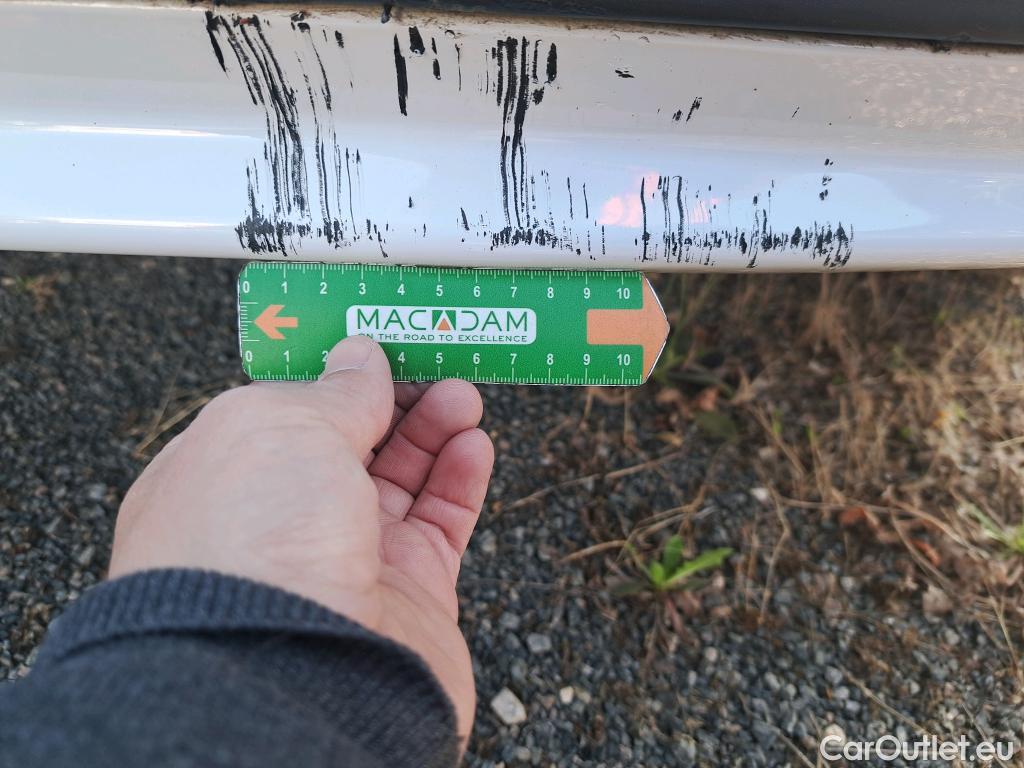 0 1 2 3 4 5 6 7 8 9 10
MACADAM
ON THE ROAD TO EXCELLENCE
0 1 2 4 5 6 7 8 9 10
CarOutlet.eu